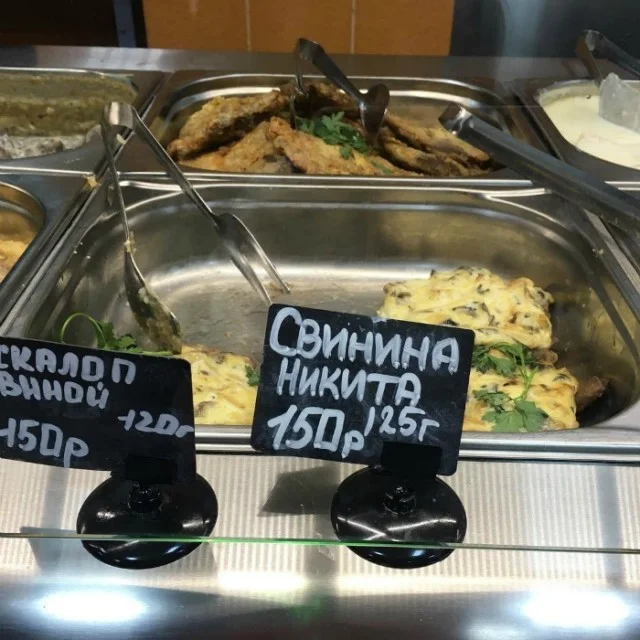 СКАЛОП
ВИНОЙ
-120г
-150р
СВИНИНА
НИКИТА
150р 125г